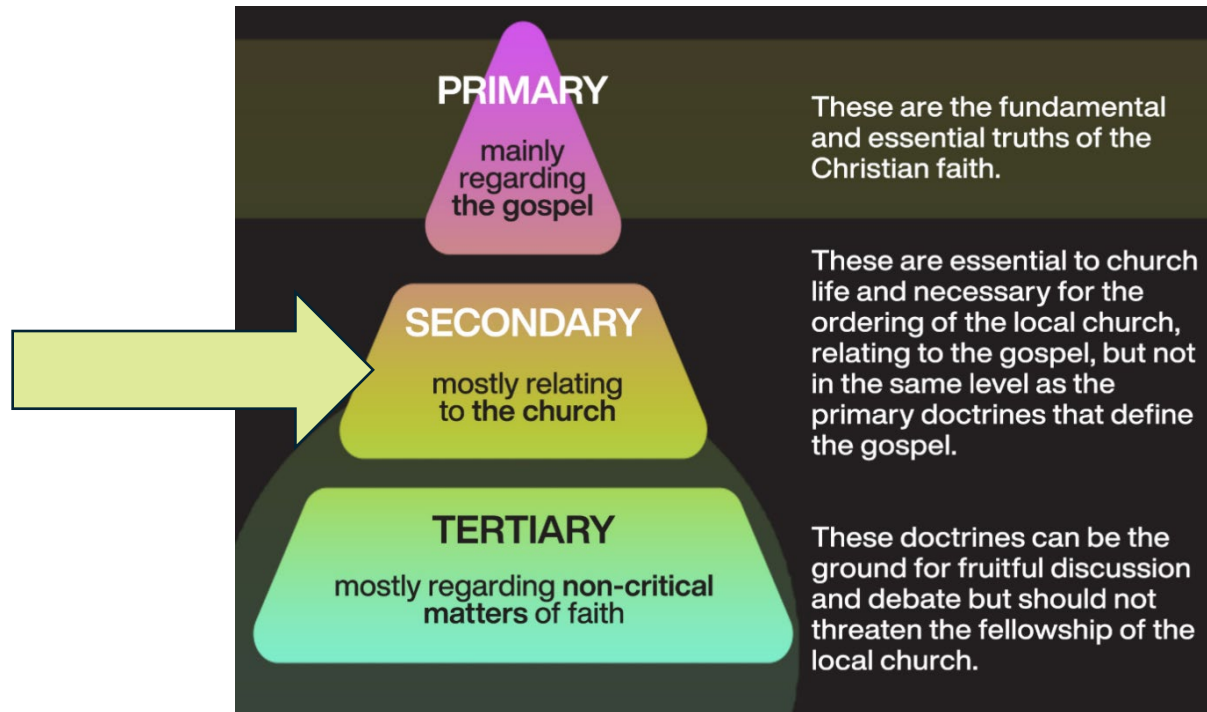 PRIMARY
mainly
regarding
the gospel
These are the fundamental
and essential truths of the
Christian faith.
SECONDARY
mostly relating
to the church
These are essential to church
life and necessary for the
ordering of the local church,
relating to the gospel, but not
in the same level as the
primary doctrines that define
the gospel.
TERTIARY
mostly regarding non-critical
matters of faith
These doctrines can be the
ground for fruitful discussion
and debate but should not
threaten the fellowship of the
local church.